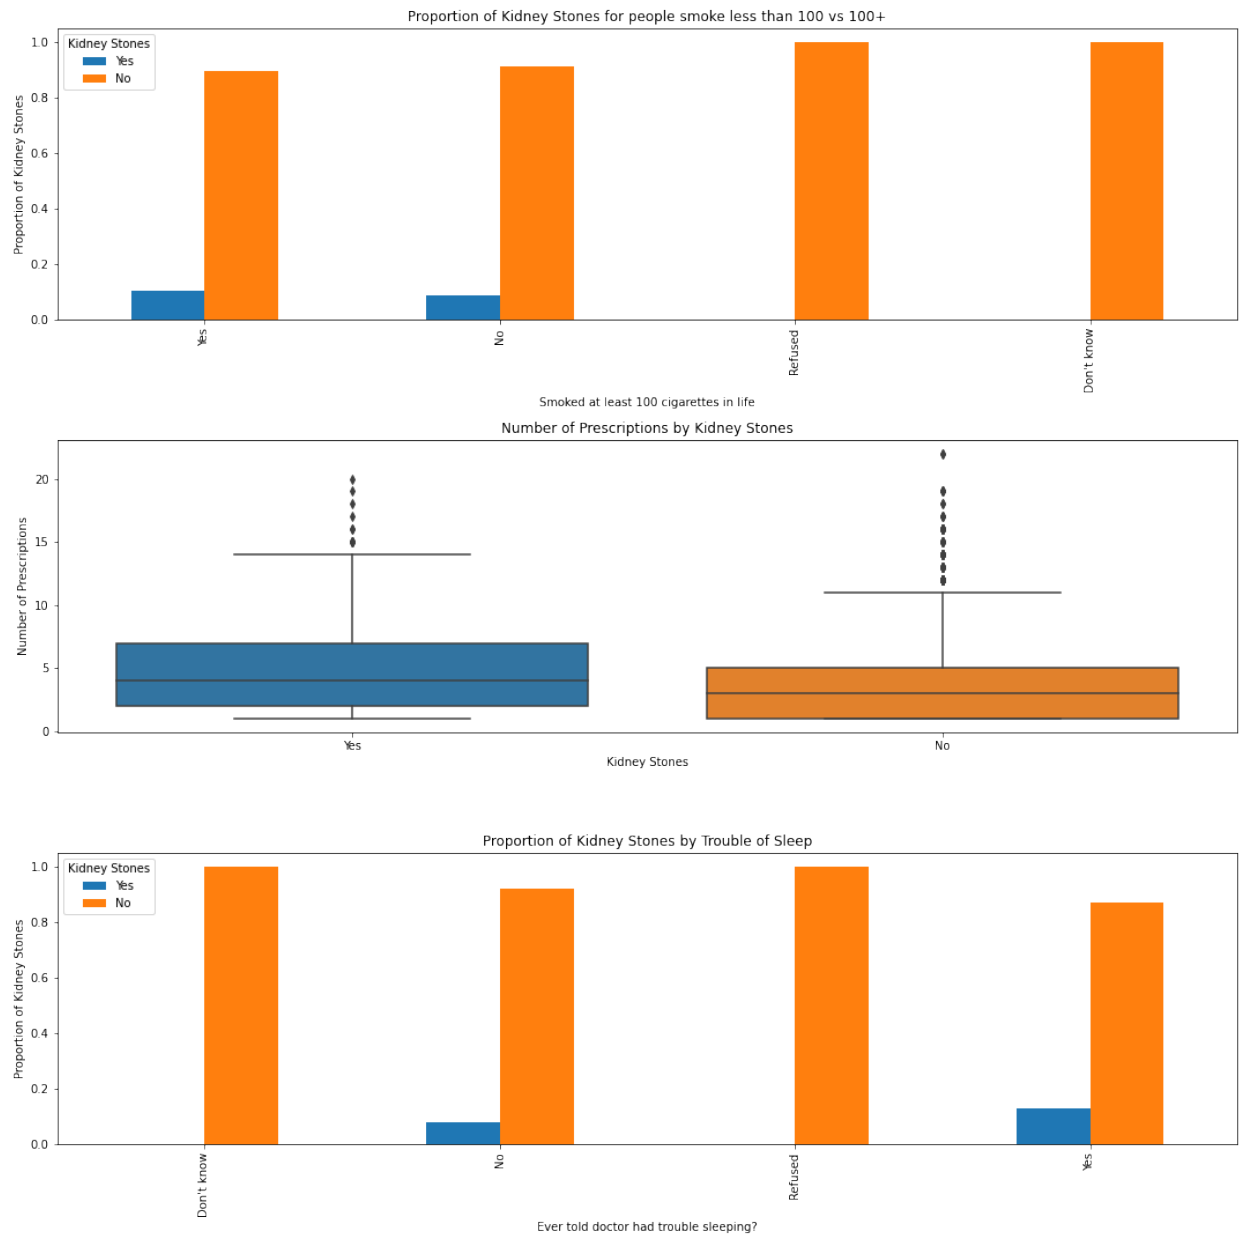 Proportion of Kidney Stones for people smoke less than 100 vs 100+
Kidney Stones
Yes
No
Proportion of Kidney Stones
1.0
0.8
0.6
0.4
0.2
0.0
Yes
No
Refused
Don't know
Smoked at least 100 cigarettes in life
Number of Prescriptions by Kidney Stones
Number of Prescriptions
20
15
10
5
0
Yes
No
Kidney Stones
Proportion of Kidney Stones by Trouble of Sleep
Kidney Stones
Yes
No
Proportion of Kidney Stones
1.0
0.8
0.6
0.4
0.2
0.0
Don't know
No
Refused
Yes
Ever told doctor had trouble sleeping?